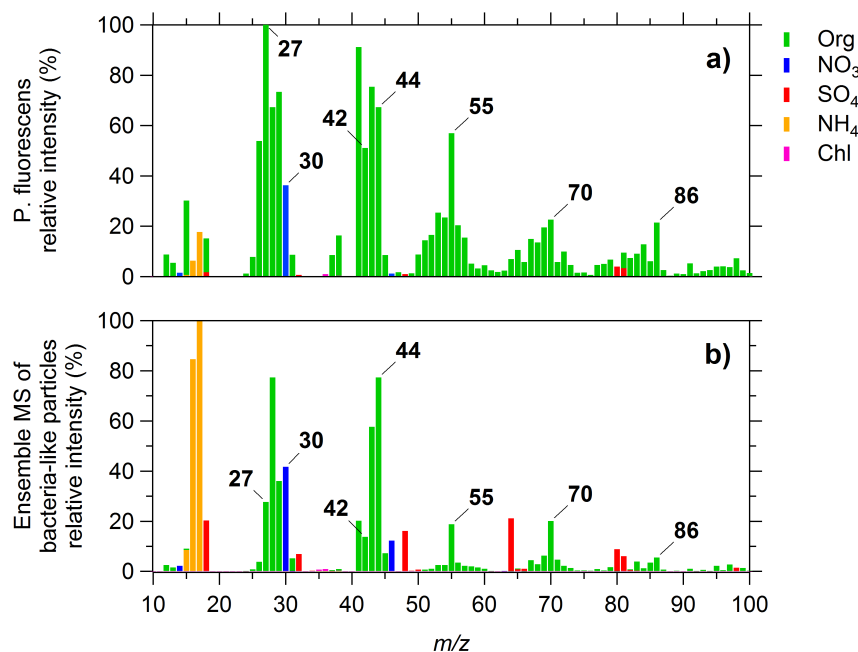 100
80
60
40
20
0
P. fluorescens
relative intensity (%)
27
30
42
44
55
70
86
a)
Org
NO3
SO4
NH4
Chl
100
80
60
40
20
0
Ensemble MS of
bacteria-like particles
relative intensity (%)
27
30
42
44
55
70
86
b)
10 20 30 40 50 60 70 80 90 100
m/z